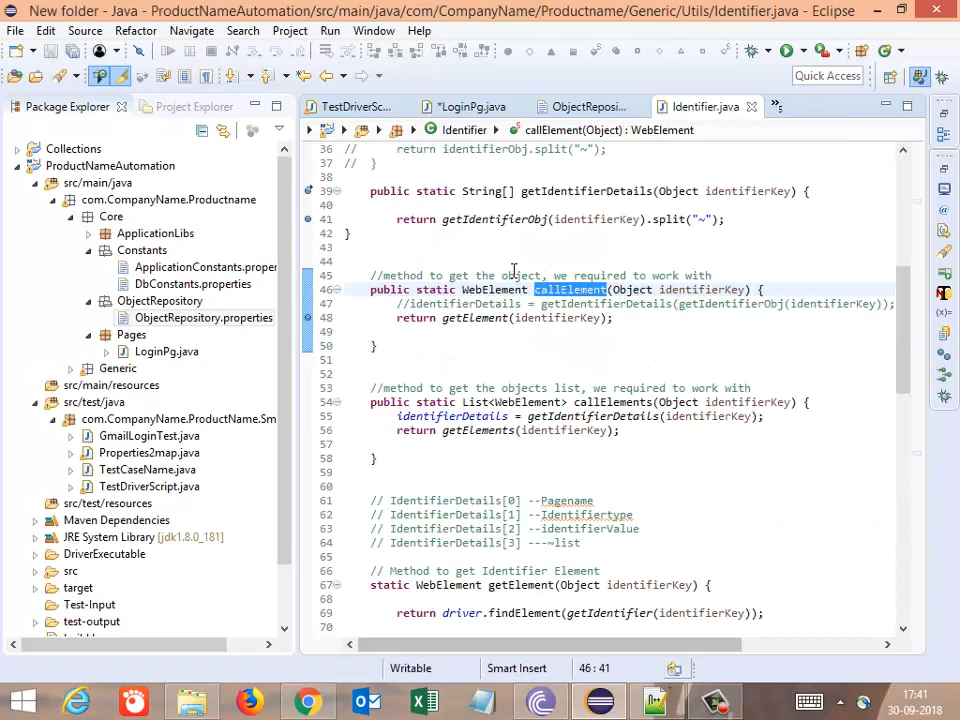 New folder - Java - ProductNameAutomation/src/main/java/com/CompanyName/Productname/Generic/Utils/Identifier.java - Eclipse
File Edit Source Refactor Navigate Search Project Run Window Help
Quick Access
Package Explorer
Project Explorer
TestDriverSc...
*LoginPg.java
ObjectReposi...
Identifier.java
»5
Identifier
callElement(Object) : WebElement
Collections
ProductNameAutomation
src/main/java
com.CompanyName.Productname
Core
ApplicationLibs
Constants
ApplicationConstants.proper
DbConstants.properties
ObjectRepository
ObjectRepository.properties
Pages
LoginPg.java
Generic
src/main/resources
src/test/java
com.CompanyName.ProductName.Sm
GmailLoginTest.java
Properties2map.java
TestCaseName.java
TestDriverScript.java
src/test/resources
Maven Dependencies
JRE System Library [jdk1.8.0_181]
DriverExecutable
src
target
Test-Input
test-output
36 // return identifierObj.split("~");
37 // }
38
39 public static String[] getIdentifierDetails(Object identifierKey) {
40
41 return getIdentifierObj(identifierKey).split("~");
42 }
43
44
45 //method to get the object, we required to work with
46 public static WebElement callElement(Object identifierKey) {
47 //identifierDetails = getIdentifierDetails(getIdentifierObj(identifierKey));
48 return getElement(identifierKey);
49
50 }
51
52
53 //method to get the objects list, we required to work with
54 public static List<WebElement> callElements(Object identifierKey) {
55 identifierDetails = getIdentifierDetails(identifierKey);
56 return getElements(identifierKey);
57
58 }
59
60
61 // IdentifierDetails[0] --Pagename
62 // IdentifierDetails[1] --Identifiertype
63 // IdentifierDetails[2] --identifierValue
64 // IdentifierDetails[3] ---~list
65
66 // Method to get Identifier Element
67 static WebElement getElement(Object identifierKey) {
68
69 return driver.findElement(getIdentifier(identifierKey));
70
Writable
Smart Insert
46 : 41
17:41
30-09-2018